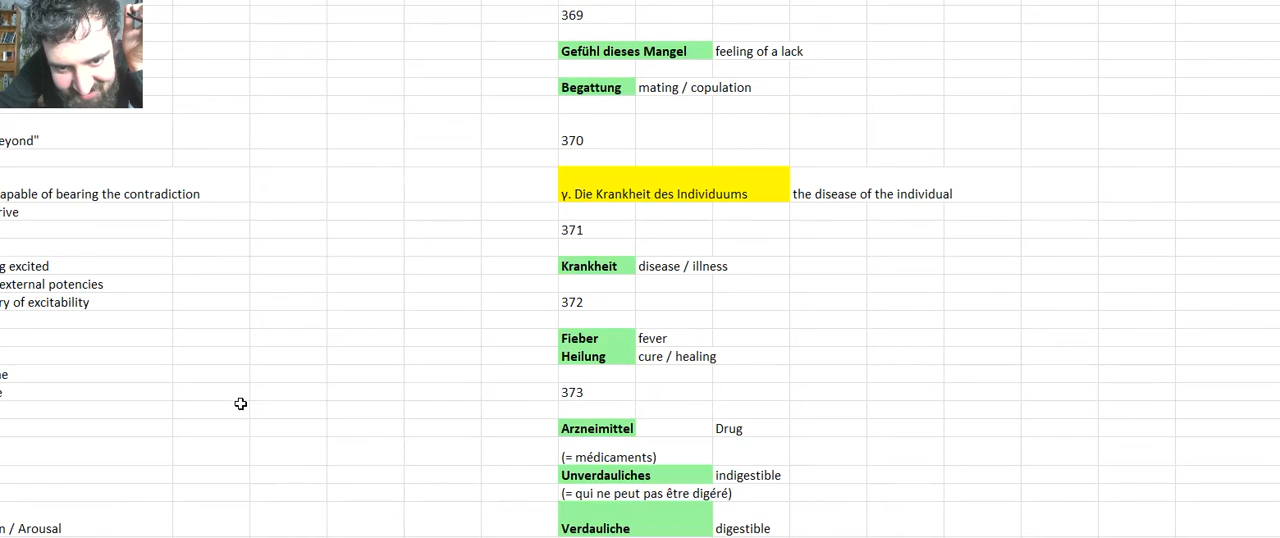 369
Gefühl dieses Mangel feeling of a lack
Begattung mating / copulation
eyond" 370
apable of bearing the contradiction γ. Die Krankheit des Individuums the disease of the individual
rive
371
g excited Krankheit disease / illness
external potencies
ry of excitability 372
Fieber fever
Heilung cure / healing
ne
e 373
Arzneimittel Drug
(= médicaments)
Unverdauliches indigestible
(= qui ne peut pas être digéré)
n / Arousal Verdauliche digestible